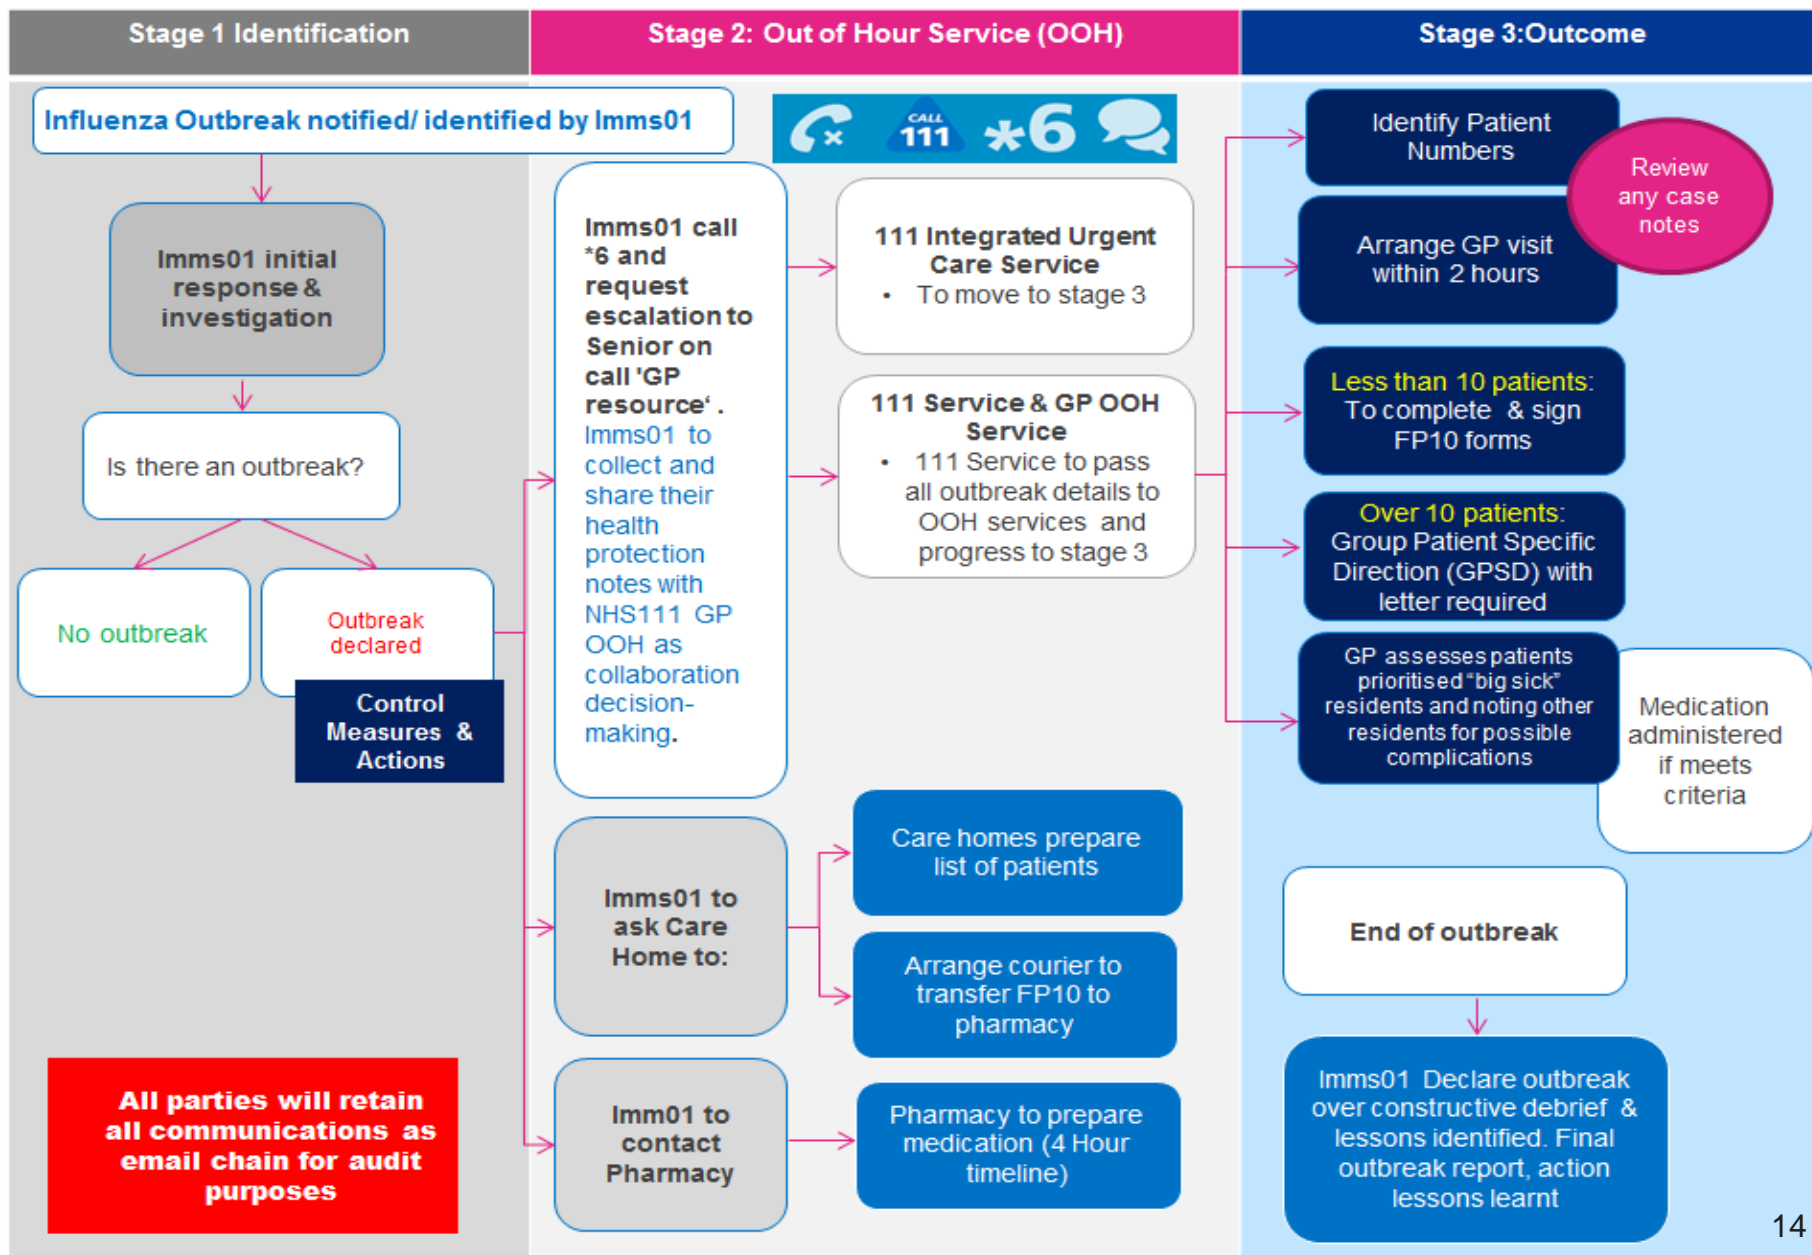 Stage 1 Identification
Stage 2: Out of Hour Service (OOH)
Stage 3:Outcome
Influenza Outbreak notified/ identified by Imms01
Imms01 initial
response &
investigation
Is there an outbreak?
No outbreak
Outbreak
declared
Control
Measures &
Actions
All parties will retain
all communications as
email chain for audit
purposes
CALL
111
*6
Imms01 call
*6 and
request
escalation to
Senior on
call 'GP
resource‘ .
Imms01 to
collect and
share their
health
protection
notes with
NHS111 GP
OOH as
collaboration
decision-
making.
111 Integrated Urgent
Care Service
• To move to stage 3
111 Service & GP OOH
Service
• 111 Service to pass
all outbreak details to
OOH services and
progress to stage 3
Imms01 to
ask Care
Home to:
Care homes prepare
list of patients
Arrange courier to
transfer FP10 to
pharmacy
Imm01 to
contact
Pharmacy
Pharmacy to prepare
medication (4 Hour
timeline)
Identify Patient
Numbers
Review
any case
notes
Arrange GP visit
within 2 hours
Less than 10 patients:
To complete & sign
FP10 forms
Over 10 patients:
Group Patient Specific
Direction (GPSD) with
letter required
GP assesses patients
prioritised “big sick”
residents and noting other
residents for possible
complications
Medication
administered
if meets
criteria
End of outbreak
Imms01 Declare outbreak
over constructive debrief &
lessons identified. Final
outbreak report, action
lessons learnt
14